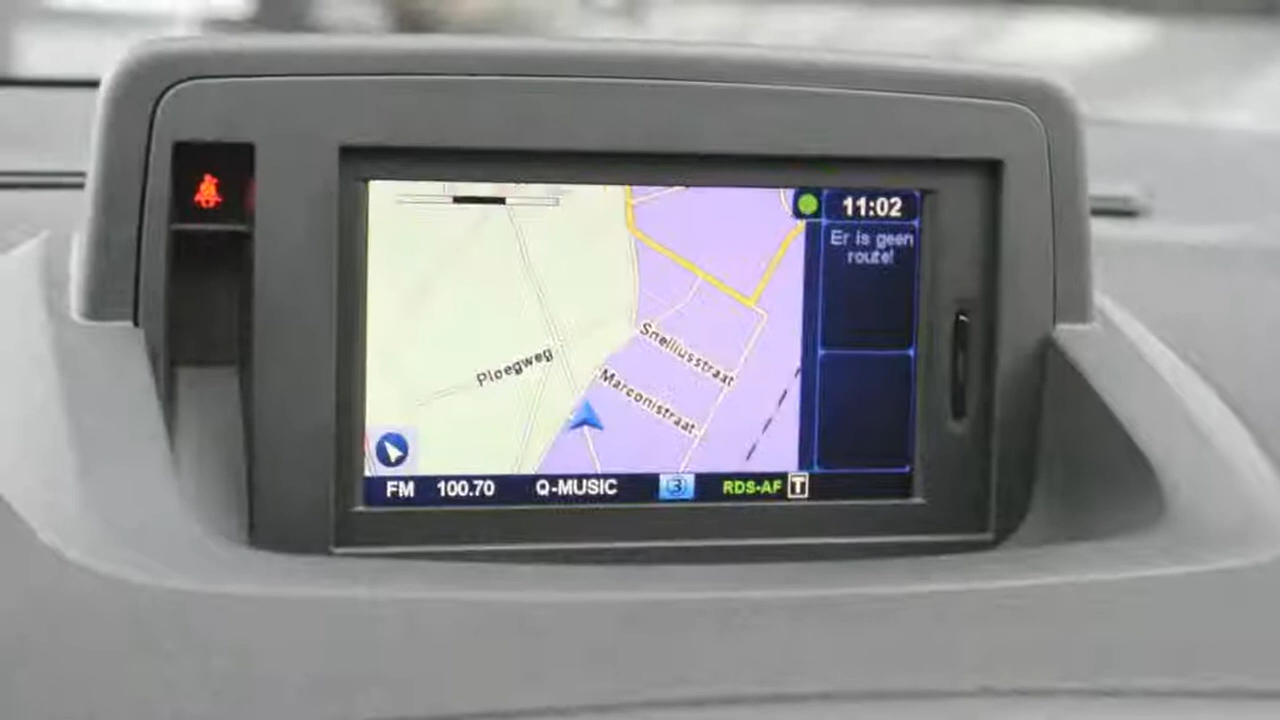 11:02
Er is geen
route!
Snelliusstraat
Ploegweg
Marconistraat
FM 100.70 Q-MUSIC 3 RDS-AF T